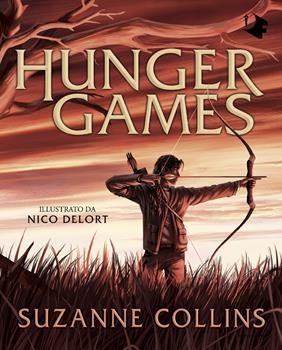 HUNGER
GAMES
ILLUSTRATO DA
NICO DELORT
SUZANNE COLLINS